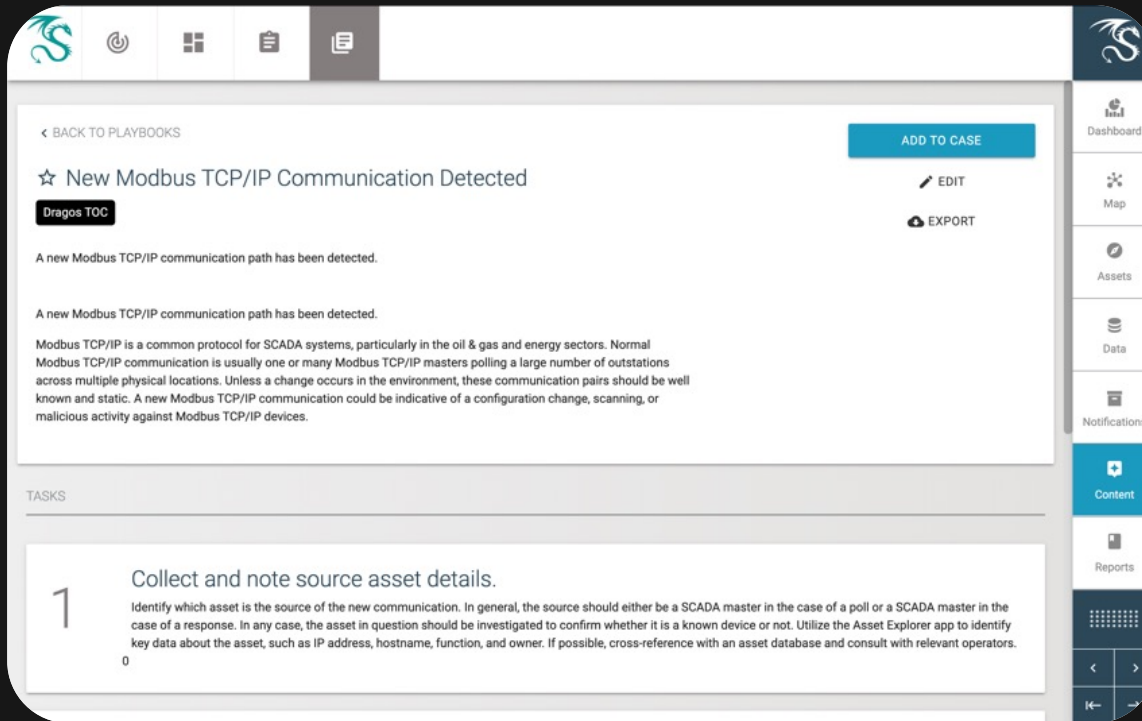 BACK TO PLAYBOOKS
ADD TO CASE
New Modbus TCP/IP Communication Detected
EDIT
Dragos TOC
EXPORT
A new Modbus TCP/IP communication path has been detected.
A new Modbus TCP/IP communication path has been detected.
Modbus TCP/IP is a common protocol for SCADA systems, particularly in the oil & gas and energy sectors. Normal
Modbus TCP/IP communication is usually one or many Modbus TCP/IP masters polling a large number of outstations
across multiple physical locations. Unless a change occurs in the environment, these communication pairs should be well
known and static. A new Modbus TCP/IP communication could be indicative of a configuration change, scanning, or
malicious activity against Modbus TCP/IP devices.
TASKS
1
Collect and note source asset details.
Identify which asset is the source of the new communication. In general, the source should either be a SCADA master in the case of a poll or a SCADA master in the
case of a response. In any case, the asset in question should be investigated to confirm whether it is a known device or not. Utilize the Asset Explorer app to identify
key data about the asset, such as IP address, hostname, function, and owner. If possible, cross-reference with an asset database and consult with relevant operators.
0
Dashboard
Map
Assets
Data
Notification
Content
Reports